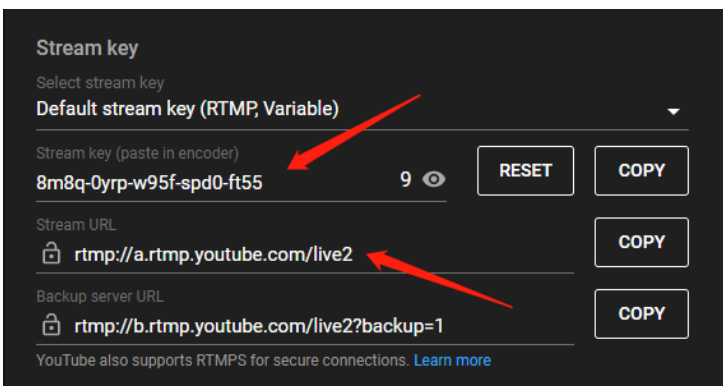 Stream key
Select stream key
Default stream key (RTMP, Variable)
Stream key (paste in encoder)
8m8q-0yrp-w95f-spd0-ft55 9 RESET COPY
Stream URL
rtmp://a.rtmp.youtube.com/live2 COPY
Backup server URL
rtmp://b.rtmp.youtube.com/live2?backup=1 COPY
YouTube also supports RTMPS for secure connections. Learn more